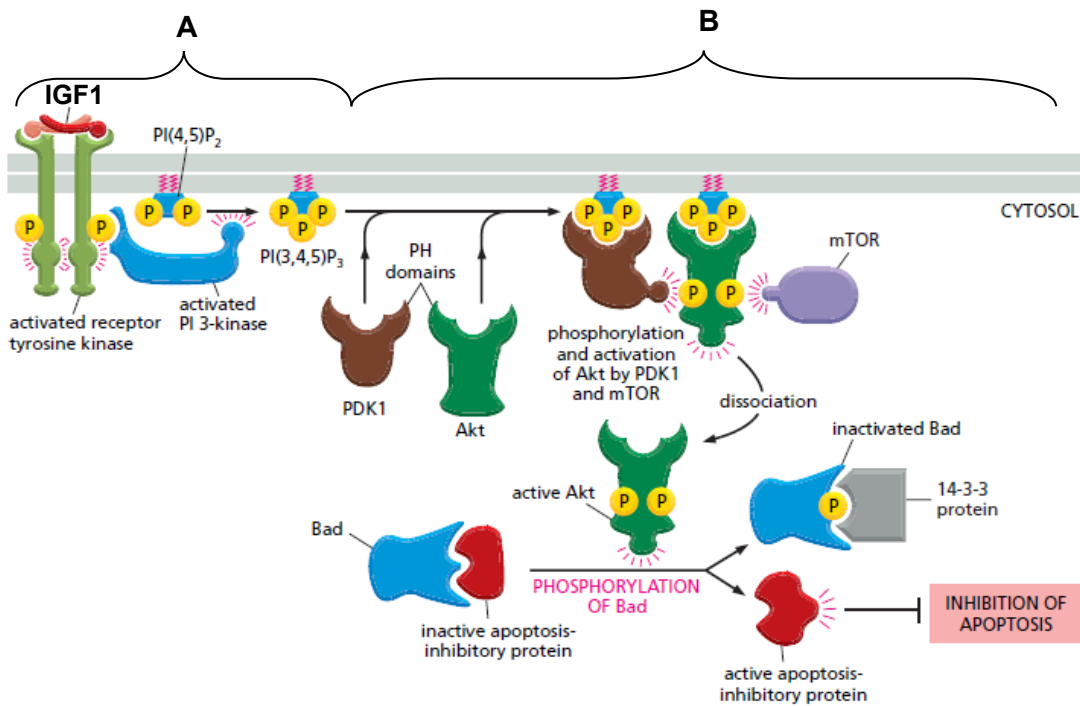 A
B
IGF1
PI(4,5)P2
P
P
P
P
P
P
P
P
P
P
P
P
P
CYTOSOL
PI(3,4,5)P3
mTOR
PH
domains
P
P
activated
PI 3-kinase
activated receptor
tyrosine kinase
phosphorylation
and activation
of Akt by PDK1
and mTOR
PDK1
Akt
dissociation
inactivated Bad
active Akt
P
P
P
14-3-3
protein
Bad
PHOSPHORYLATION
OF Bad
inactive apoptosis-
inhibitory protein
INHIBITION OF
APOPTOSIS
active apoptosis-
inhibitory protein